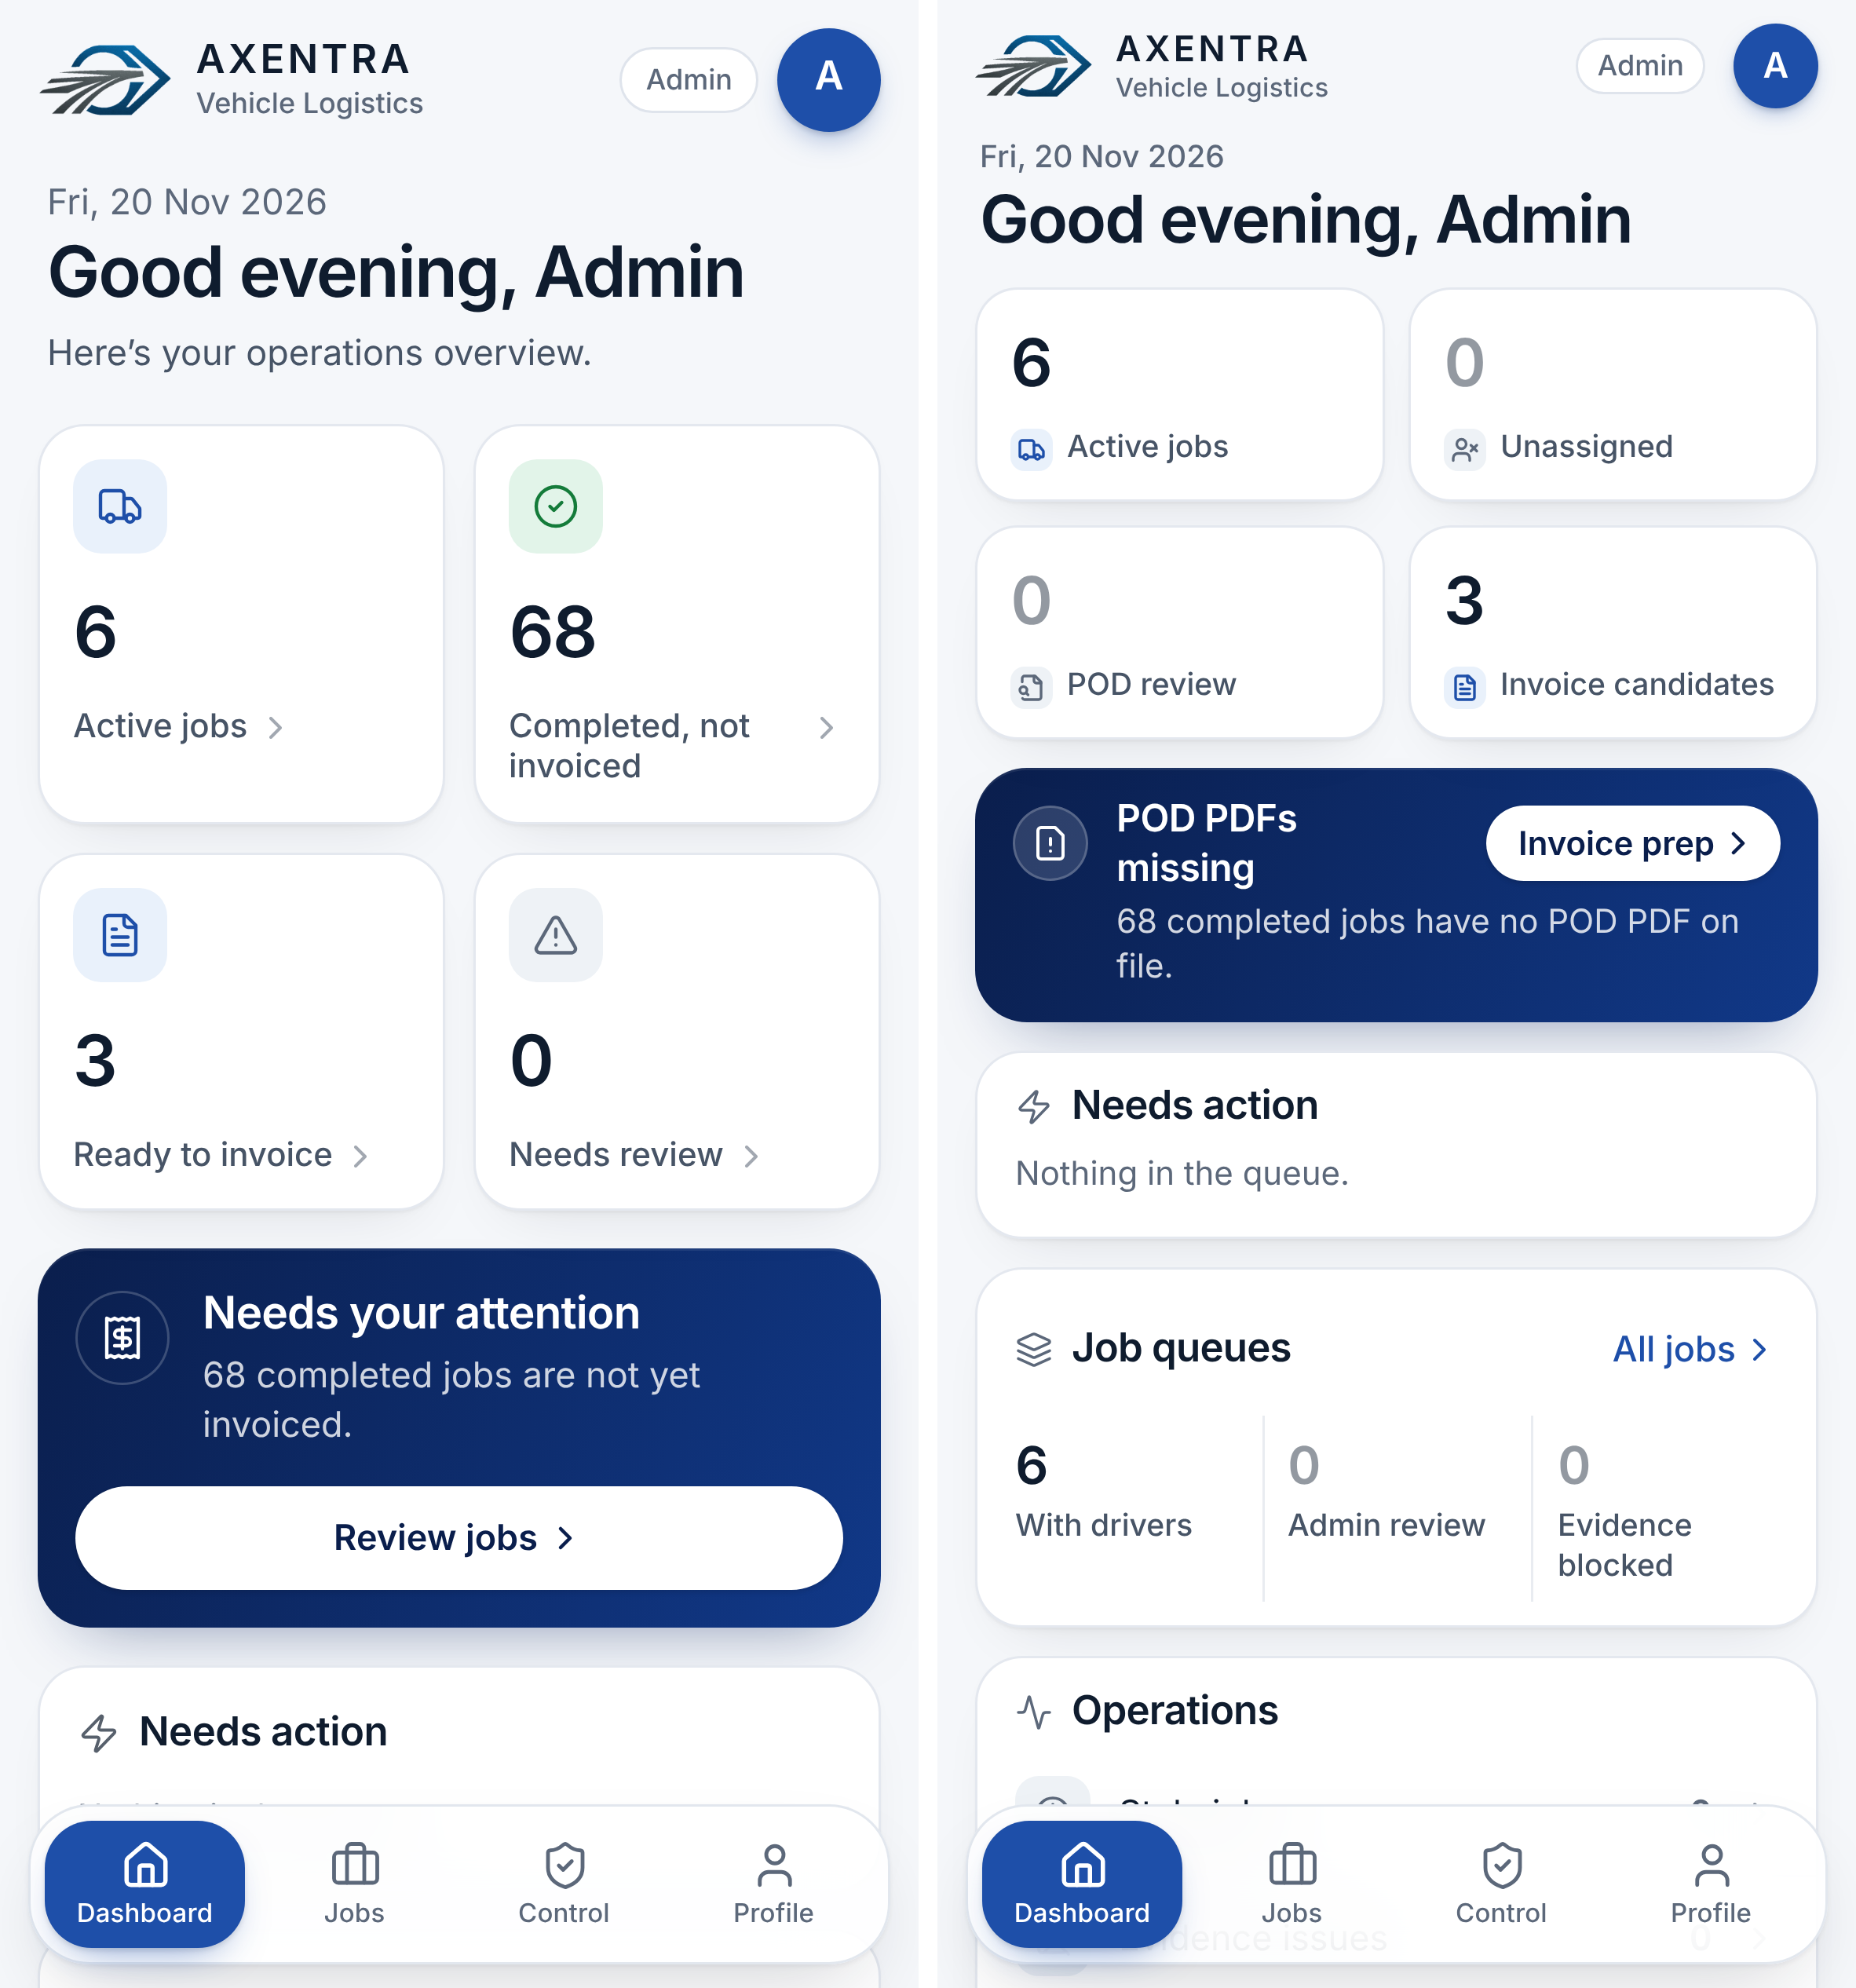 AXENTRA
Vehicle Logistics
Admin
A
Fri, 20 Nov 2026
Good evening, Admin
Here’s your operations overview.
6
Active jobs
68
Completed, not
invoiced
3
Ready to invoice
0
Needs review
Needs your attention
68 completed jobs are not yet
invoiced.
Review jobs
Needs action
Dashboard
Jobs
Control
Profile
AXENTRA
Vehicle Logistics
Admin
A
Fri, 20 Nov 2026
Good evening, Admin
6
Active jobs
0
Unassigned
0
POD review
3
Invoice candidates
POD PDFs
missing
Invoice prep
68 completed jobs have no POD PDF on
file.
Needs action
Nothing in the queue.
Job queues
All jobs
6
With drivers
0
Admin review
0
Evidence
blocked
Operations
issues
0
Dashboard
Jobs
Control
Profile